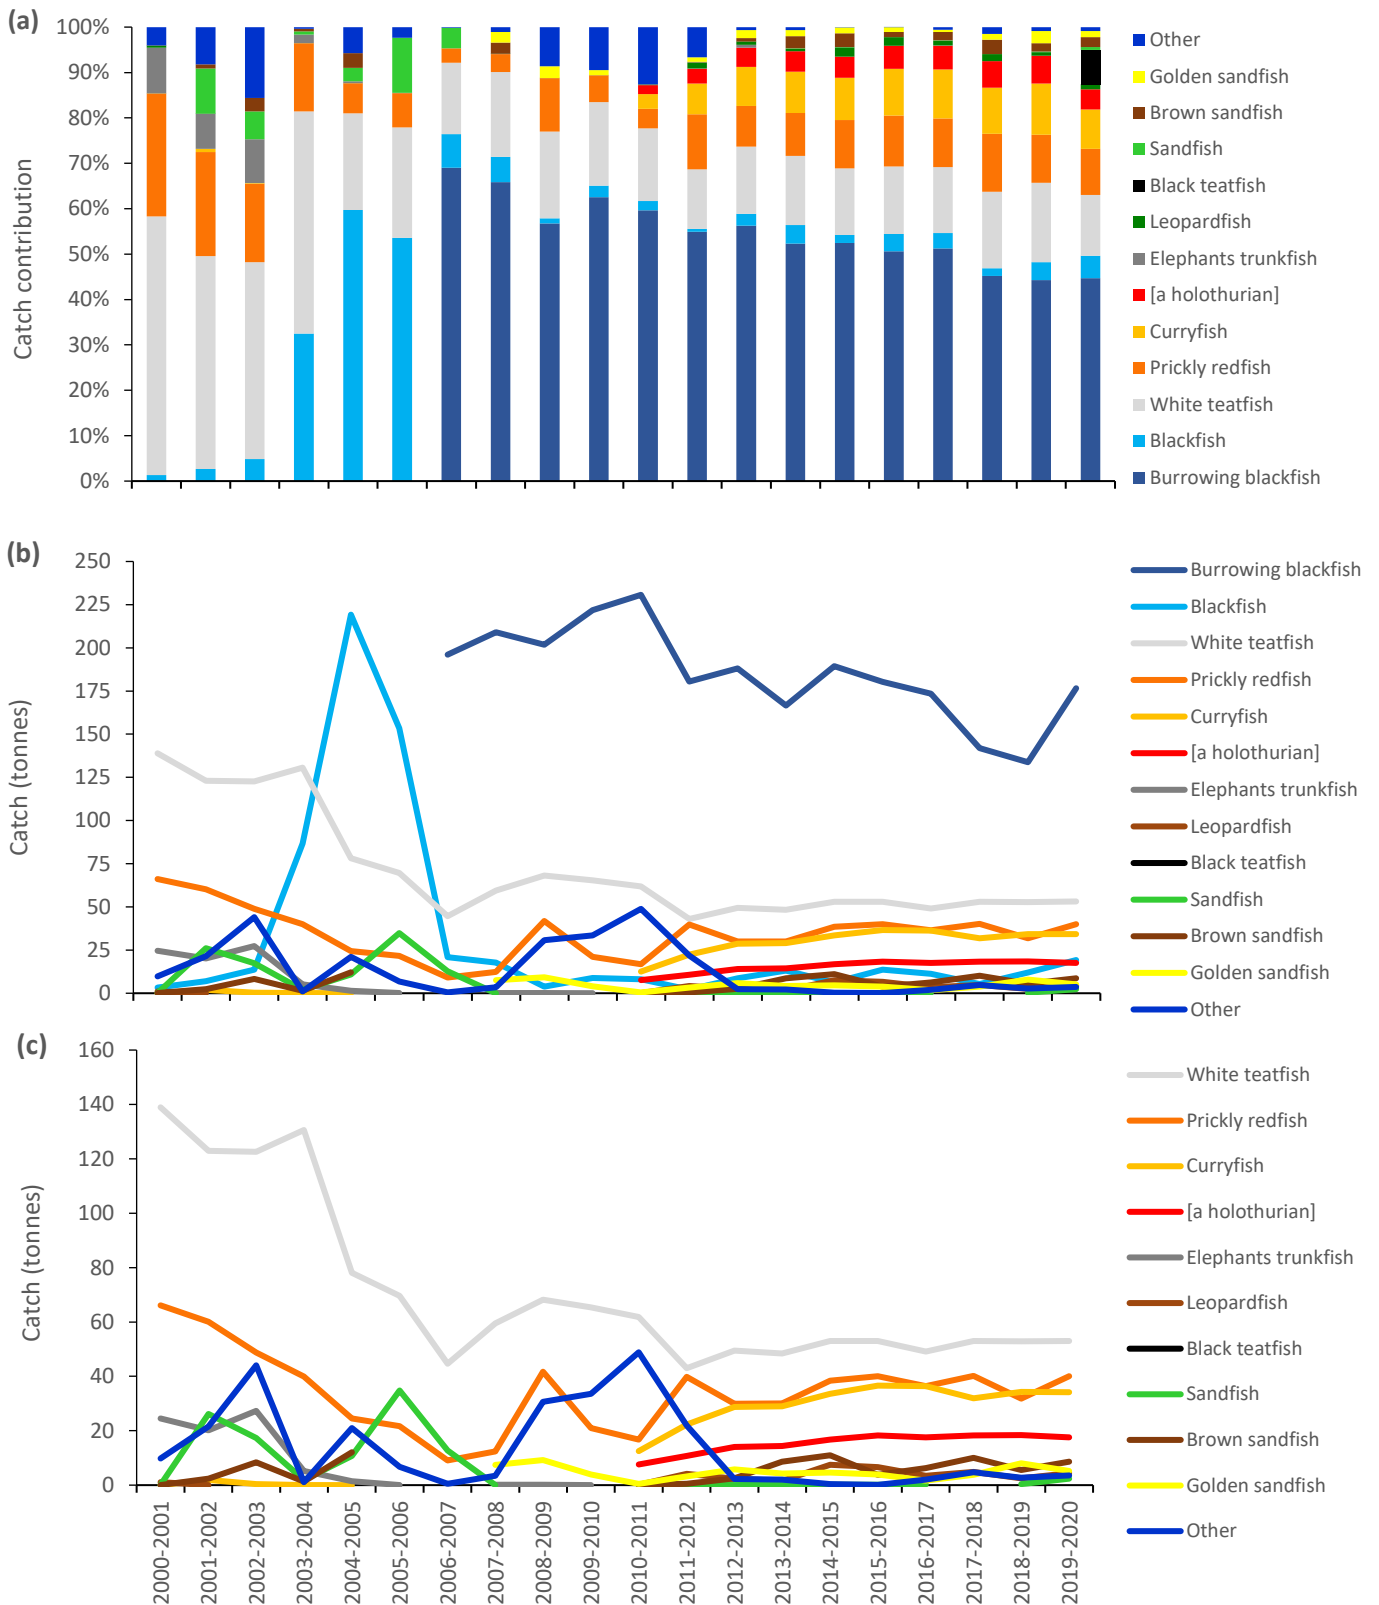 (a)
Catch contribution
100%
90%
80%
70%
60%
50%
40%
30%
20%
10%
0%
Other
Golden sandfish
Brown sandfish
Sandfish
Black teatfish
Leopardfish
Elephants trunkfish
[a holothurian]
Curryfish
Prickly redfish
White teatfish
Blackfish
Burrowing blackfish
(b)
Catch (tonnes)
250
225
200
175
150
125
100
75
50
25
0
Burrowing blackfish
Blackfish
White teatfish
Prickly redfish
Curryfish
[a holothurian]
Elephants trunkfish
Leopardfish
Black teatfish
Sandfish
Brown sandfish
Golden sandfish
Other
(c)
Catch (tonnes)
160
140
120
100
80
60
40
20
0
White teatfish
Prickly redfish
Curryfish
[a holothurian]
Elephants trunkfish
Leopardfish
Black teatfish
Sandfish
Brown sandfish
Golden sandfish
Other
2000-2001
2001-2002
2002-2003
2003-2004
2004-2005
2005-2006
2006-2007
2007-2008
2008-2009
2009-2010
2010-2011
2011-2012
2012-2013
2013-2014
2014-2015
2015-2016
2016-2017
2017-2018
2018-2019
2019-2020